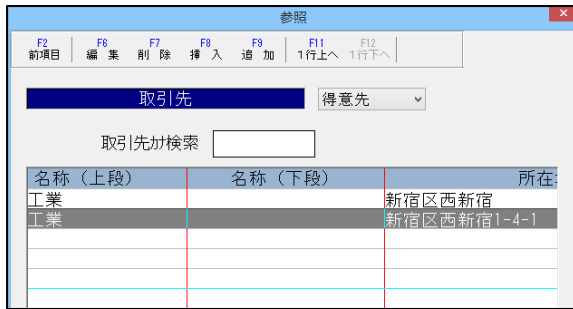 参照
F2 F6 F7 F8 F9 F11 F12
前項目 編集 削除 挿入 追加 1行上へ 1行下へ
取引先 得意先
取引先ｶﾅ検索
名称（上段） 名称（下段） 所在
工業 新宿区西新宿
工業 新宿区西新宿1-4-1